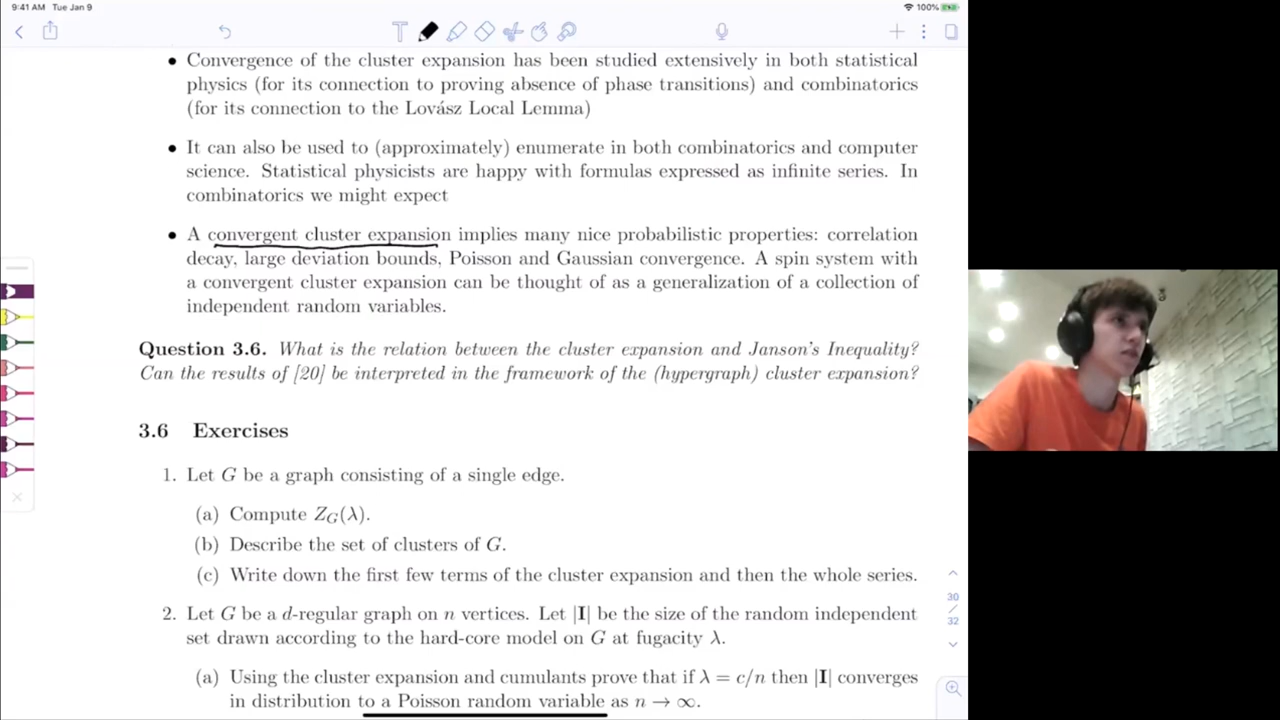 9:41 AM Tue Jan 9
100%
• Convergence of the cluster expansion has been studied extensively in both statistical
physics (for its connection to proving absence of phase transitions) and combinatorics
(for its connection to the Lovász Local Lemma)
• It can also be used to (approximately) enumerate in both combinatorics and computer
science. Statistical physicists are happy with formulas expressed as infinite series. In
combinatorics we might expect
• A convergent cluster expansion implies many nice probabilistic properties: correlation
decay, large deviation bounds, Poisson and Gaussian convergence. A spin system with
a convergent cluster expansion can be thought of as a generalization of a collection of
independent random variables.
Question 3.6. What is the relation between the cluster expansion and Janson's Inequality?
Can the results of [20] be interpreted in the framework of the (hypergraph) cluster expansion?
3.6 Exercises
1. Let G be a graph consisting of a single edge.
(a) Compute Z_G(λ).
(b) Describe the set of clusters of G.
(c) Write down the first few terms of the cluster expansion and then the whole series.
30
/
32
2. Let G be a d-regular graph on n vertices. Let |I| be the size of the random independent
set drawn according to the hard-core model on G at fugacity λ.
(a) Using the cluster expansion and cumulants prove that if λ = c/n then |I| converges
in distribution to a Poisson random variable as n → ∞.